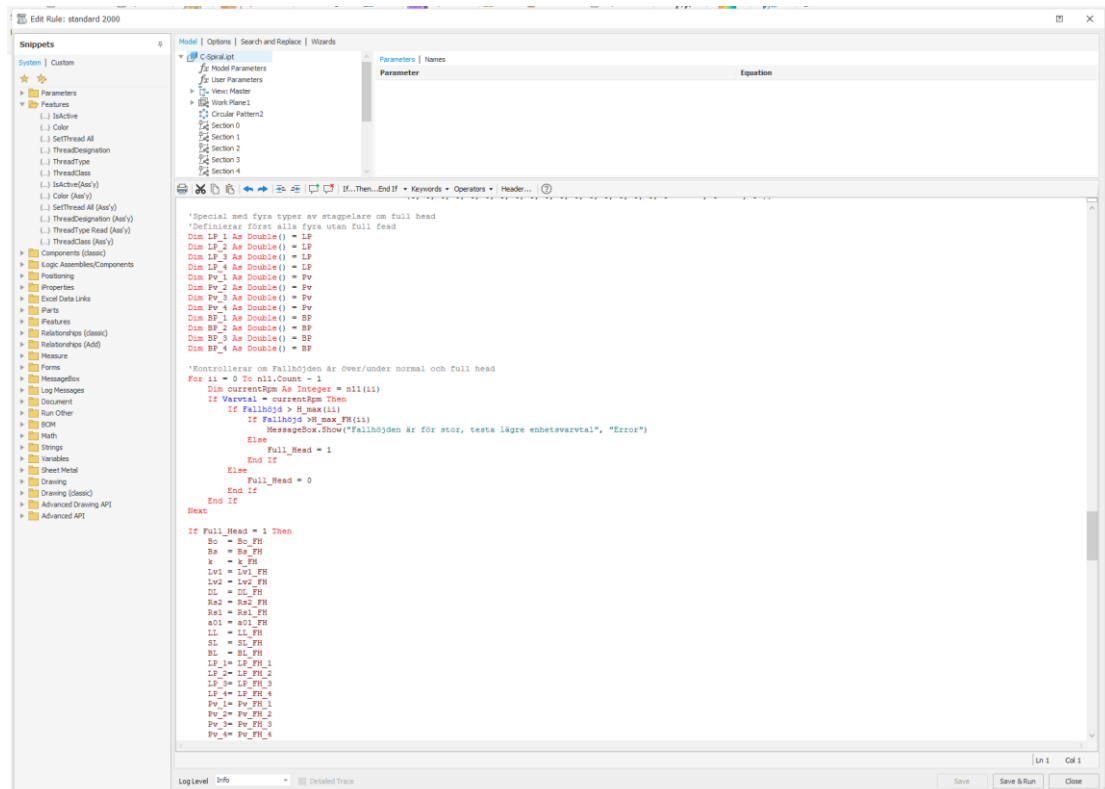 Edit Rule: standard 2000
Snippets
System | Custom
Parameters
Features
{...} IsActive
{...} Color
{...} SetThread All
{...} ThreadDesignation
{...} ThreadType
{...} ThreadClass
{...} IsActive(Ass'y)
{...} Color (Ass'y)
{...} SetThread All (Ass'y)
{...} ThreadDesignation (Ass'y)
{...} ThreadType Read (Ass'y)
{...} ThreadClass (Ass'y)
Components (classic)
iLogic Assemblies/Components
Positioning
iProperties
Excel Data Links
iParts
iFeatures
Relationships (classic)
Relationships (Add)
Measure
Forms
MessageBox
Log Messages
Document
Run Other
BOM
Math
Strings
Variables
Sheet Metal
Drawing
Drawing (classic)
Advanced Drawing API
Advanced API
Model | Options | Search and Replace | Wizards
C-Spiral.ipt
Model Parameters
User Parameters
View: Master
Work Plane1
Circular Pattern2
Section 0
Section 1
Section 2
Section 3
Section 4
Parameters | Names
Parameter Equation
If...Then...End If Keywords Operators Header...
'Special med fyra typer av stagpelare om full head
'Definierar först alla fyra utan full fead
Dim LP_1 As Double() = LP
Dim LP_2 As Double() = LP
Dim LP_3 As Double() = LP
Dim LP_4 As Double() = LP
Dim Pv_1 As Double() = Pv
Dim Pv_2 As Double() = Pv
Dim Pv_3 As Double() = Pv
Dim Pv_4 As Double() = Pv
Dim BP_1 As Double() = BP
Dim BP_2 As Double() = BP
Dim BP_3 As Double() = BP
Dim BP_4 As Double() = BP
'Kontrollerar om Fallhöjden är över/under normal och full head
For ii = 0 To n11.Count - 1
Dim currentRpm As Integer = n11(ii)
If Varvtal = currentRpm Then
If Fallhöjd > H_max(ii)
If Fallhöjd >H_max_FH(ii)
MessageBox.Show("Fallhöjden är för stor, testa lägre enhetsvarvtal", "Error")
Else
Full_Head = 1
End If
Else
Full_Head = 0
End If
End If
Next
If Full_Head = 1 Then
Bo = Bo_FH
Bs = Bs_FH
k = k_FH
Lv1 = Lv1_FH
Lv2 = Lv2_FH
DL = DL_FH
Rs2 = Rs2_FH
Rs1 = Rs1_FH
a01 = a01_FH
LL = LL_FH
SL = SL_FH
BL = BL_FH
LP_1= LP_FH_1
LP_2= LP_FH_2
LP_3= LP_FH_3
LP_4= LP_FH_4
Pv_1= Pv_FH_1
Pv_2= Pv_FH_2
Pv_3= Pv_FH_3
Pv_4= Pv_FH_4
Ln 1 Col 1
Log Level Info Detailed Trace Save Save & Run Close